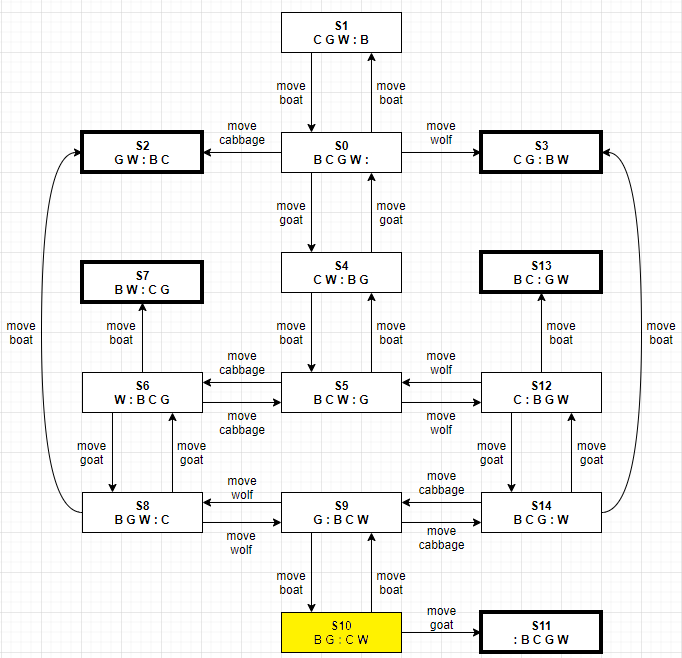 S1
C G W : B
move
boat
move
boat
S2
G W : B C
move
cabbage
S0
B C G W :
move
wolf
S3
C G : B W
move
goat
move
goat
S7
B W : C G
S4
C W : B G
S13
B C : G W
move
boat
move
boat
move
boat
move
boat
move
boat
move
boat
move
cabbage
move
wolf
S6
W : B C G
S5
B C W : G
S12
C : B G W
move
cabbage
move
wolf
move
goat
move
goat
move
goat
move
goat
move
wolf
move
cabbage
S8
B G W : C
S9
G : B C W
S14
B C G : W
move
wolf
move
cabbage
move
boat
move
boat
S10
B G : C W
move
goat
S11
: B C G W